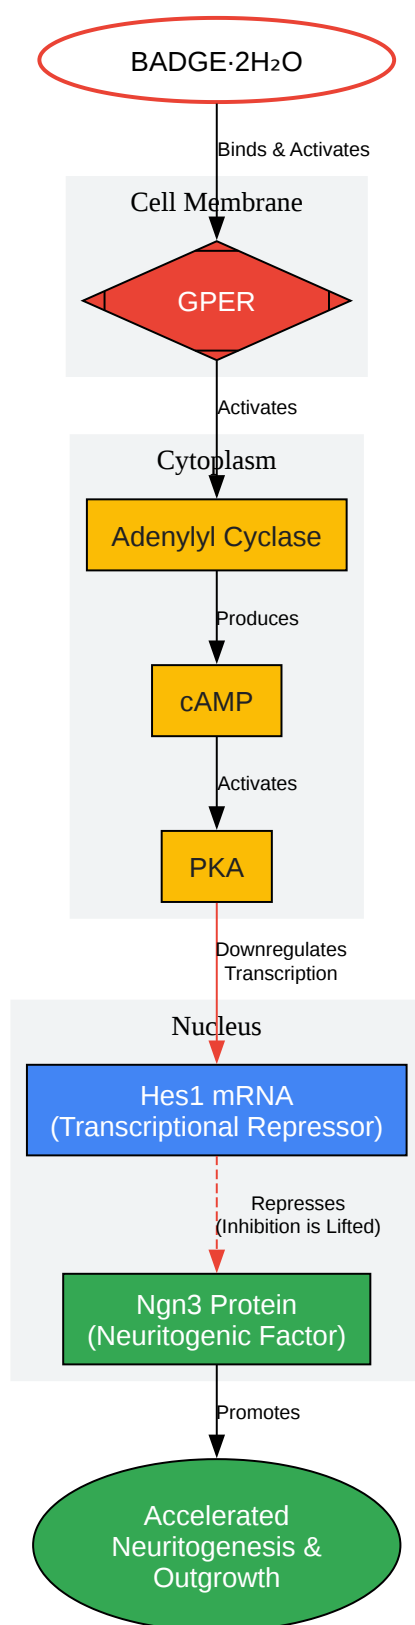 BADGE·2H₂O
Binds & Activates
Cell Membrane
GPER
Activates
Cytoplasm
Adenylyl Cyclase
Produces
cAMP
Activates
PKA
Downregulates
Transcription
Nucleus
Hes1 mRNA
(Transcriptional Repressor)
Represses
(Inhibition is Lifted)
Ngn3 Protein
(Neuritogenic Factor)
Promotes
Accelerated
Neuritogenesis &
Outgrowth